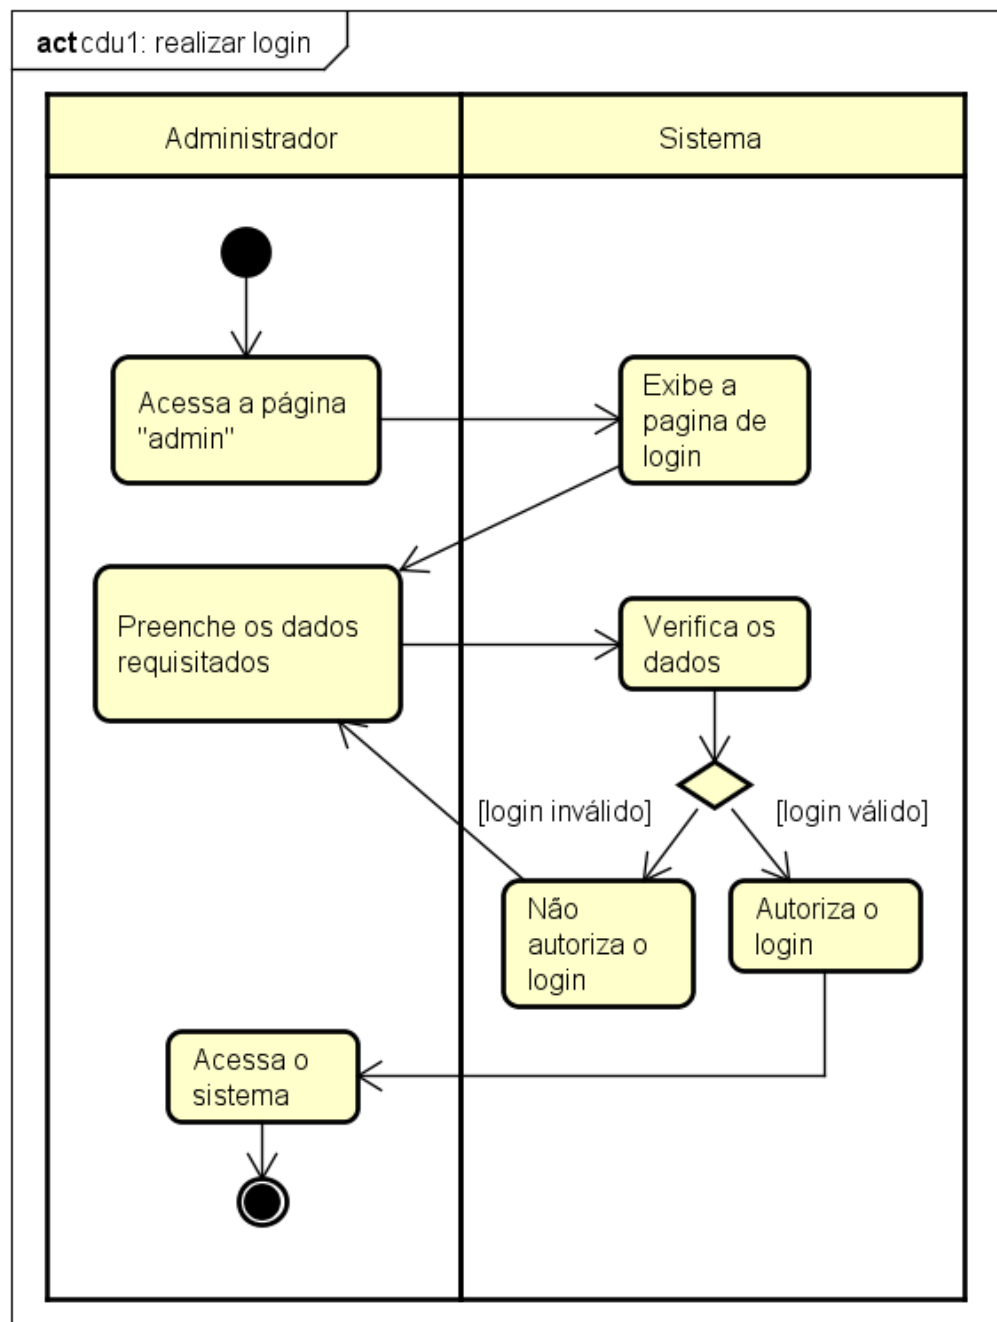 act cdu1: realizar login
Administrador
Sistema
Acessa a página
"admin"
Exibe a
pagina de
login
Preenche os dados
requisitados
Verifica os
dados
[login inválido]
[login válido]
Não
autoriza o
login
Autoriza o
login
Acessa o
sistema